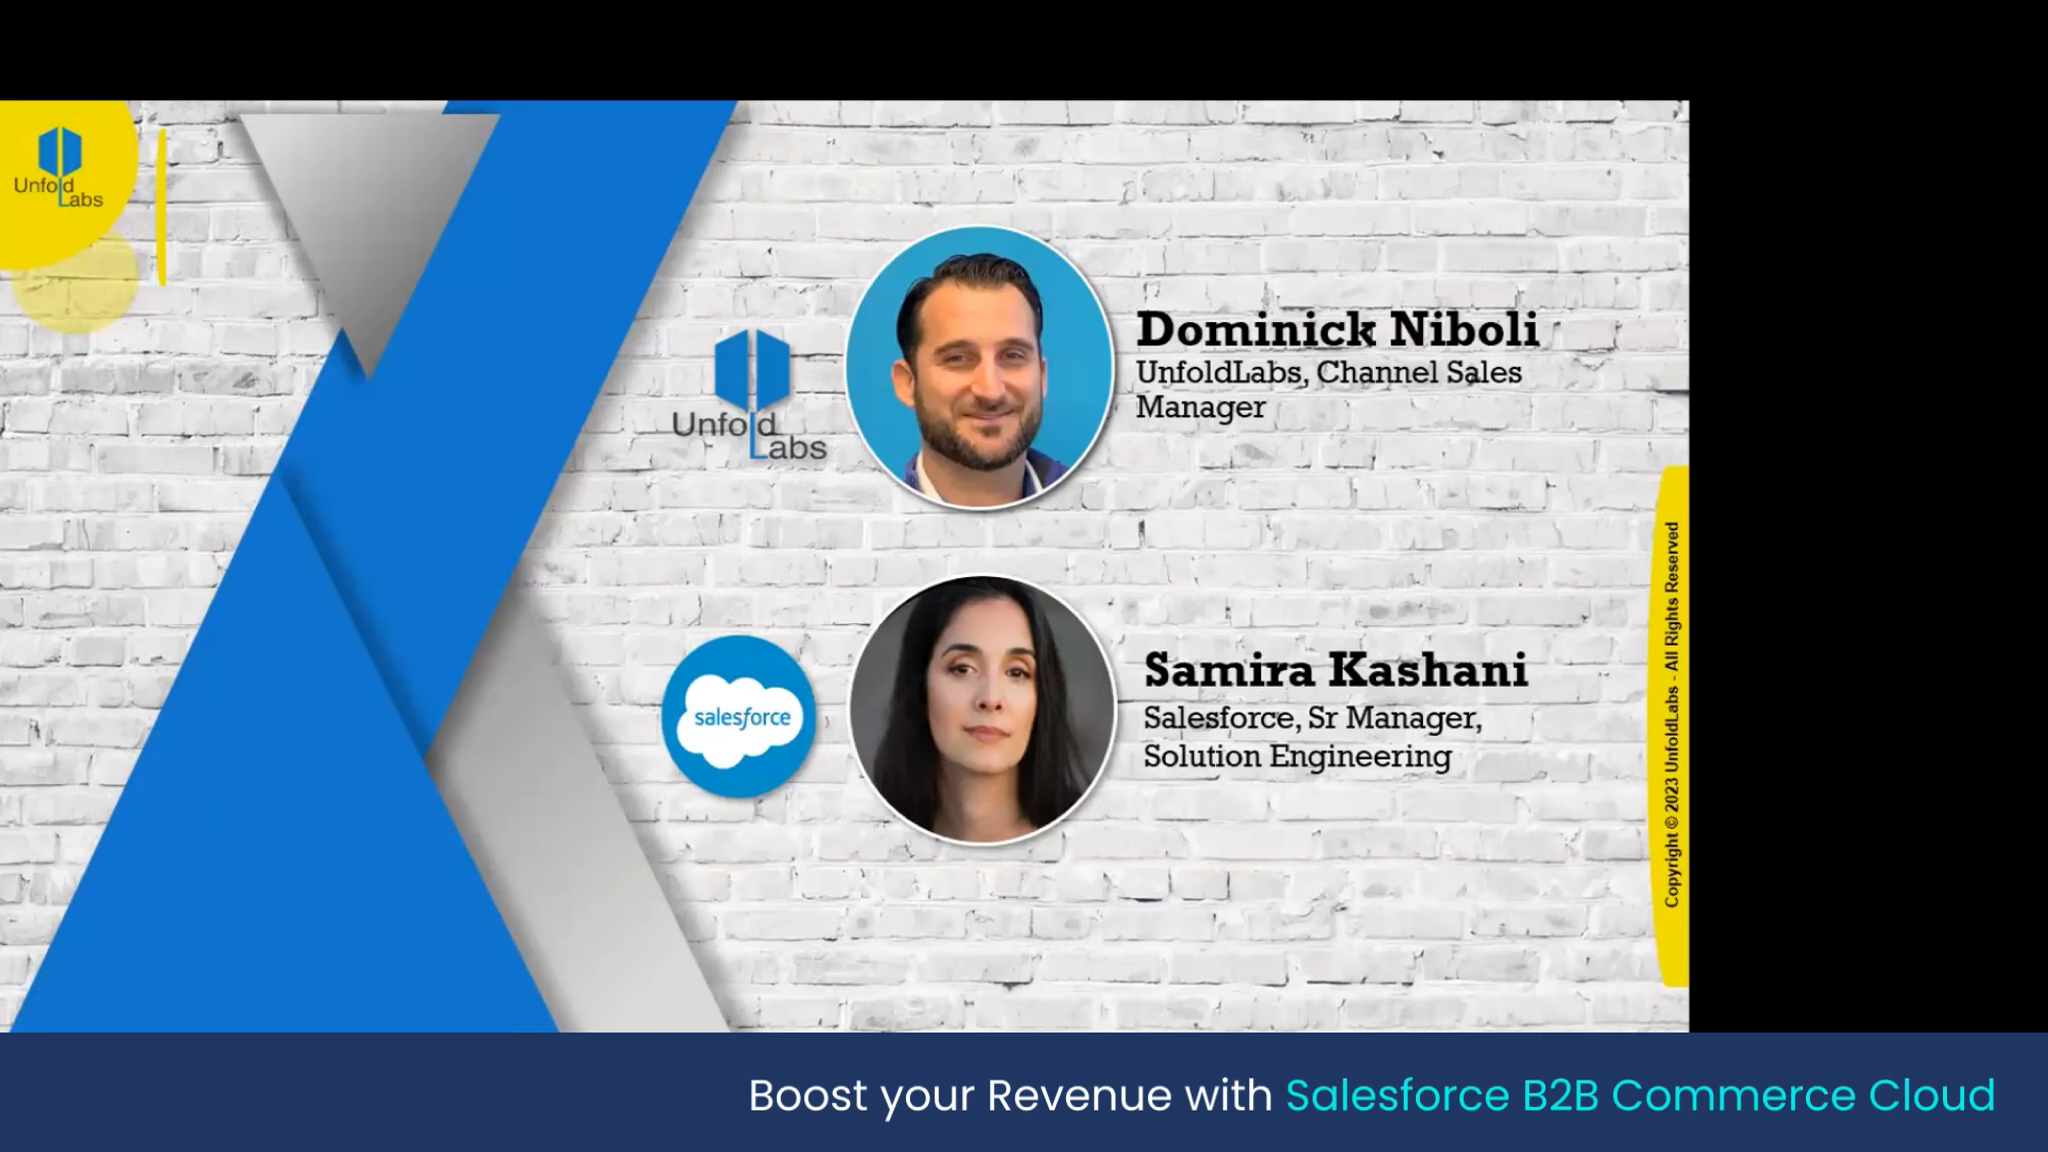 Unfold
Labs
Unfold
Labs
Dominick Niboli
UnfoldLabs, Channel Sales
Manager
salesforce
Samira Kashani
Salesforce, Sr Manager,
Solution Engineering
Copyright © 2023 UnfoldLabs - All Rights Reserved
Boost your Revenue with Salesforce B2B Commerce Cloud